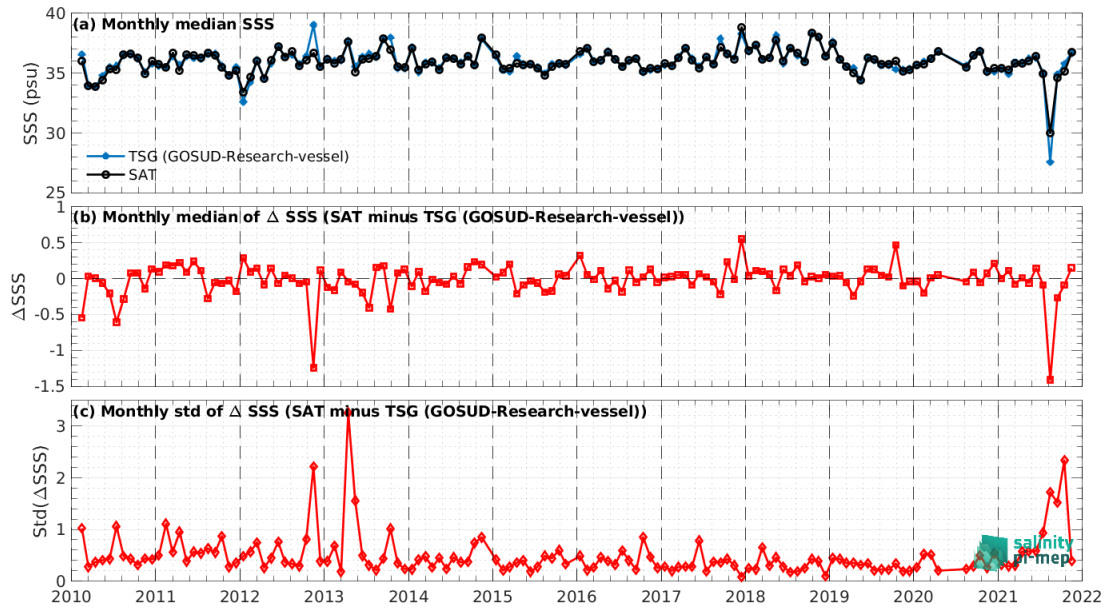 (a) Monthly median SSS
40
35
30
25
SSS (psu)
TSG (GOSUD-Research-vessel)
SAT
(b) Monthly median of Δ SSS (SAT minus TSG (GOSUD-Research-vessel))
1
0.5
0
-0.5
-1
-1.5
ΔSSS
(c) Monthly std of Δ SSS (SAT minus TSG (GOSUD-Research-vessel))
3
2
1
0
Std(ΔSSS)
salinity
pi-mep
2010 2011 2012 2013 2014 2015 2016 2017 2018 2019 2020 2021 2022